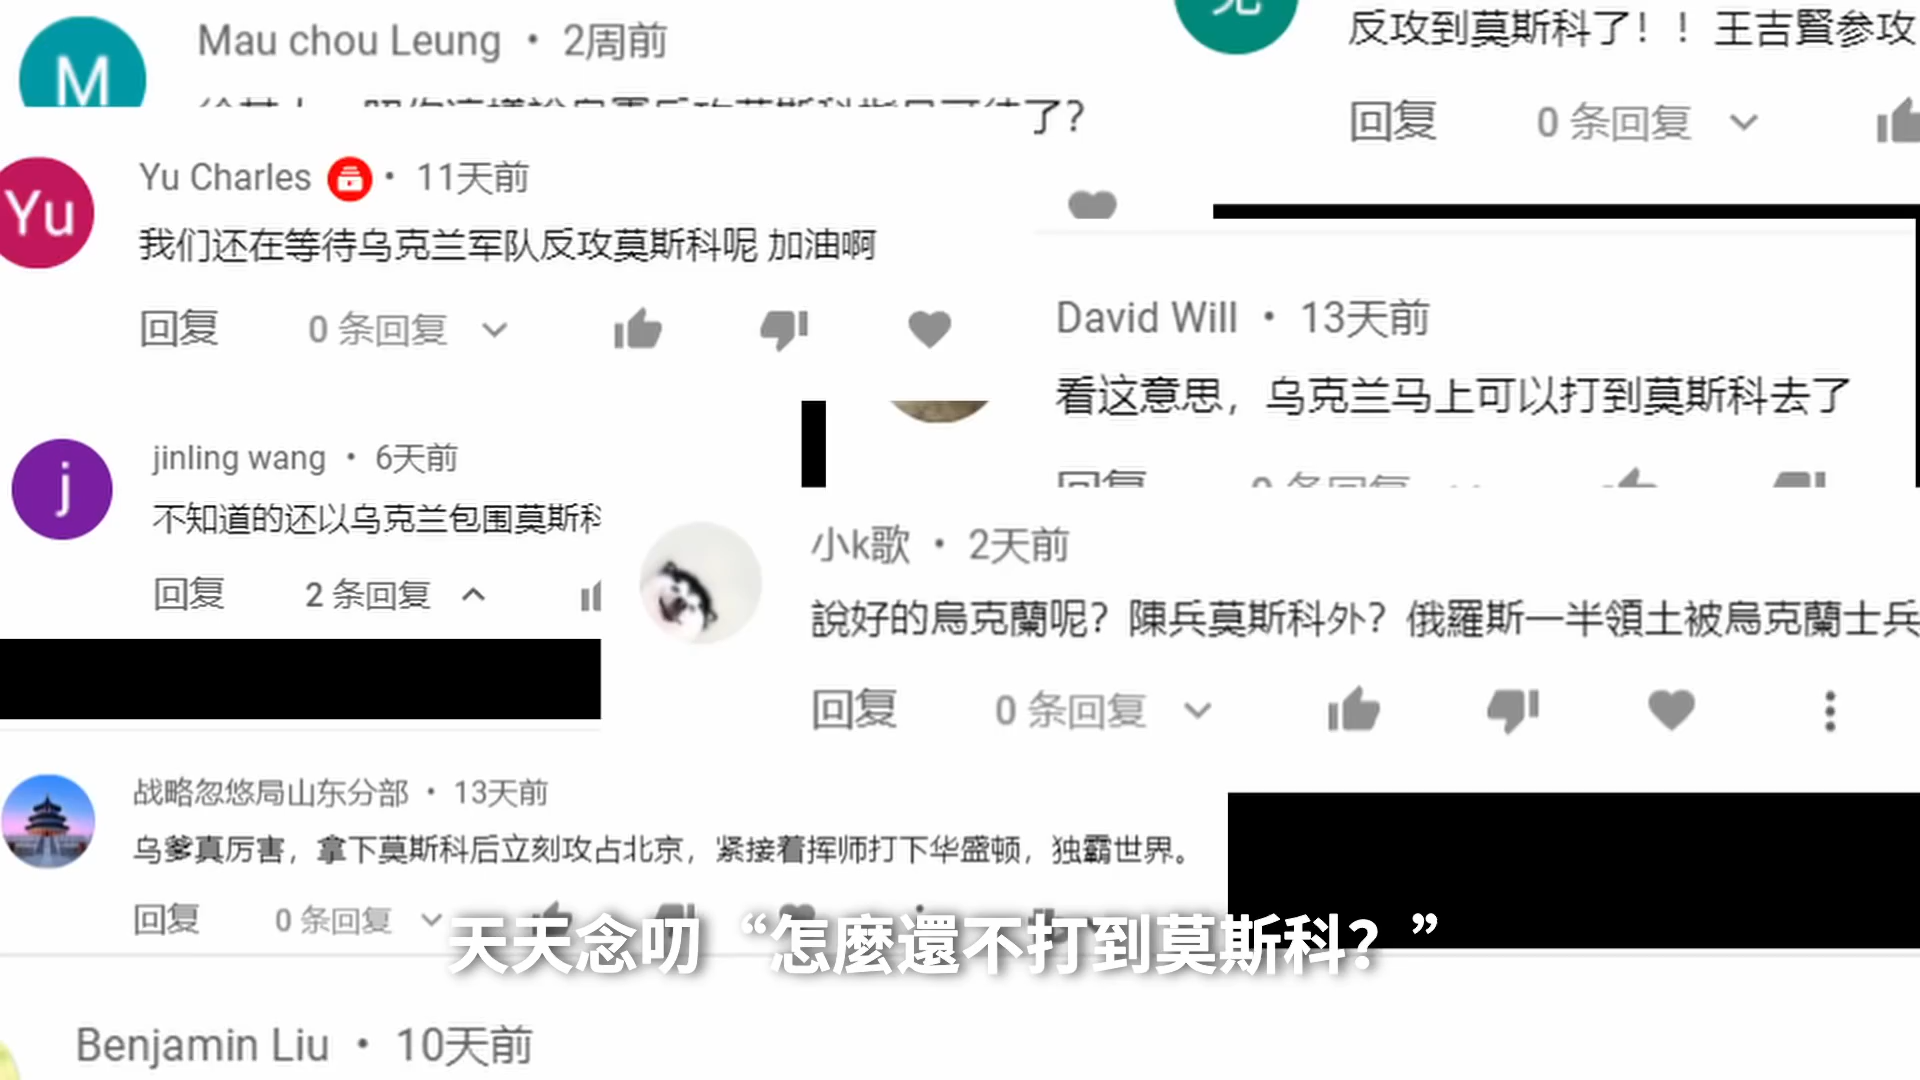 M
Mau chou Leung • 2周前
了？
反攻到莫斯科了！！王吉賢参攻
回复 0 条回复
Yu
Yu Charles • 11天前
我们还在等待乌克兰军队反攻莫斯科呢 加油啊
回复 0 条回复
David Will • 13天前
看这意思，乌克兰马上可以打到莫斯科去了
j
jinling wang • 6天前
不知道的还以乌克兰包围莫斯科
回复 2 条回复
小k歌 • 2天前
說好的烏克蘭呢？陳兵莫斯科外？俄羅斯一半領土被烏克蘭士兵
回复 0 条回复
战略忽悠局山东分部 • 13天前
乌爹真厉害，拿下莫斯科后立刻攻占北京，紧接着挥师打下华盛顿，独霸世界。
回复 0 条回复
天天念叨“怎麼還不打到莫斯科？”
Benjamin Liu • 10天前